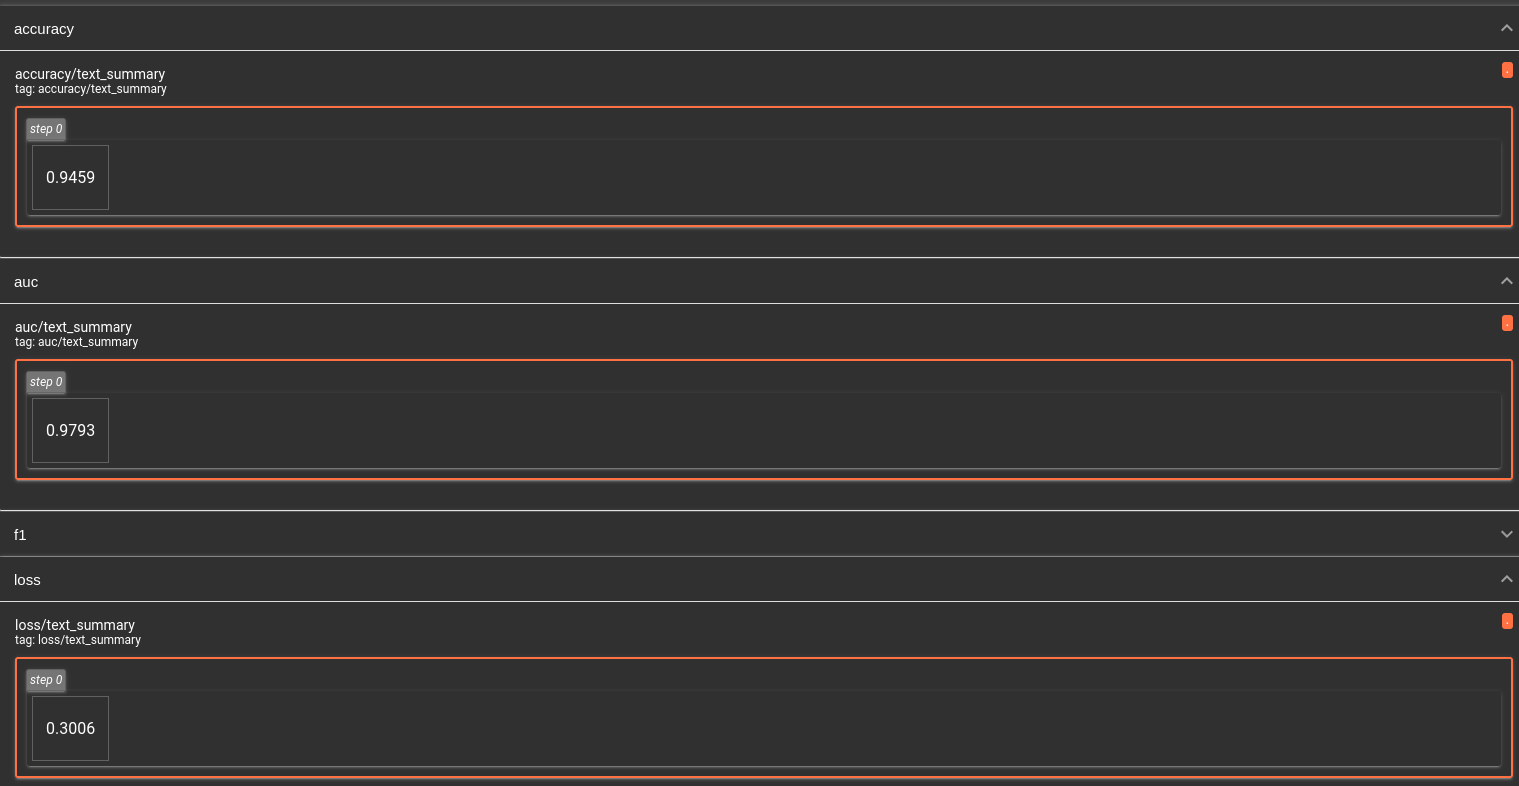 accuracy
accuracy/text_summary
tag: accuracy/text_summary
.
step 0
0.9459
auc
auc/text_summary
tag: auc/text_summary
.
step 0
0.9793
f1
loss
loss/text_summary
tag: loss/text_summary
.
step 0
0.3006